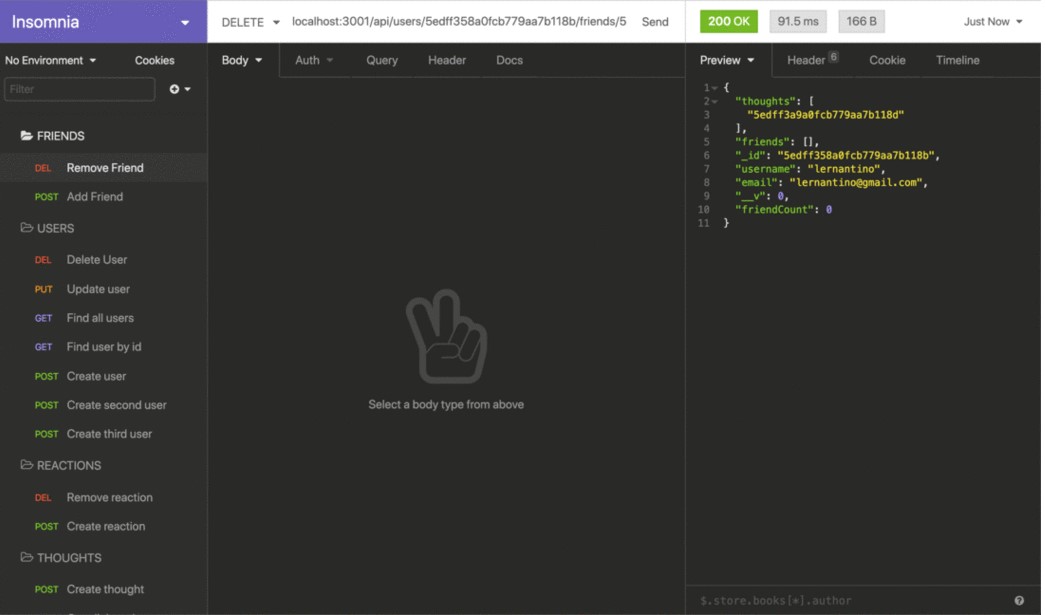 Insomnia
DELETE localhost:3001/api/users/5edff358a0fcb779aa7b118b/friends/5 Send
200 OK 91.5 ms 166 B Just Now
No Environment Cookies
Body Auth Query Header Docs
Preview Header 6 Cookie Timeline
Filter
FRIENDS
DEL Remove Friend
POST Add Friend
USERS
DEL Delete User
PUT Update user
GET Find all users
GET Find user by id
POST Create user
POST Create second user
POST Create third user
REACTIONS
DEL Remove reaction
POST Create reaction
THOUGHTS
POST Create thought
Select a body type from above
1 {
2 "thoughts": [
3 "5edff3a9a0fcb779aa7b118d"
4 ],
5 "friends": [],
6 "_id": "5edff358a0fcb779aa7b118b",
7 "username": "lernantino",
8 "email": "lernantino@gmail.com",
9 "__v": 0,
10 "friendCount": 0
11 }
$.store.books[*].author